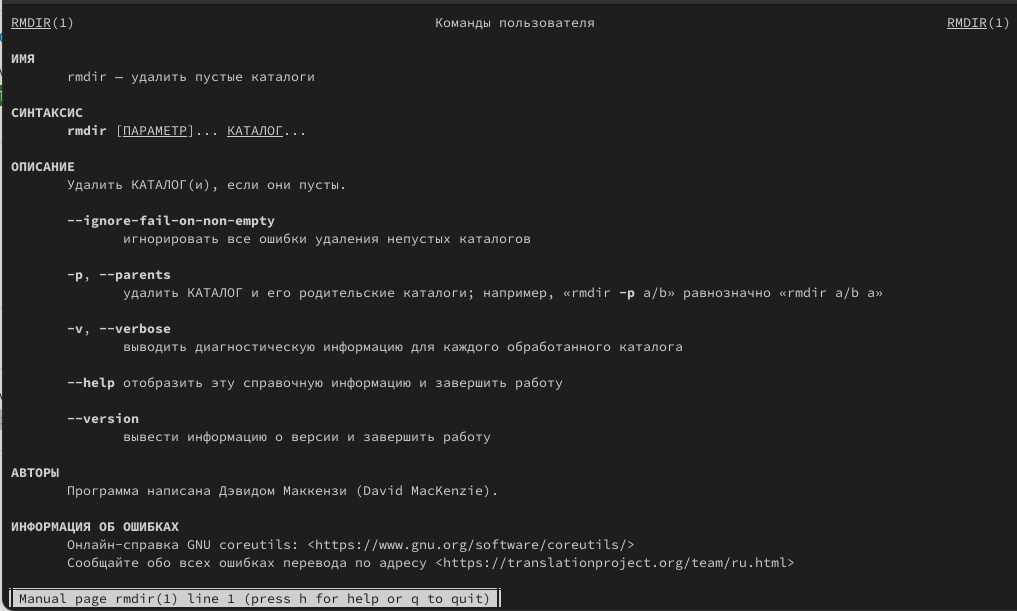 RMDIR(1) Команды пользователя RMDIR(1)
ИМЯ
rmdir — удалить пустые каталоги
СИНТАКСИС
rmdir [ПАРАМЕТР]... КАТАЛОГ...
ОПИСАНИЕ
Удалить КАТАЛОГ(и), если они пусты.
--ignore-fail-on-non-empty
игнорировать все ошибки удаления непустых каталогов
-p, --parents
удалить КАТАЛОГ и его родительские каталоги; например, «rmdir -p a/b» равнозначно «rmdir a/b a»
-v, --verbose
выводить диагностическую информацию для каждого обработанного каталога
--help отобразить эту справочную информацию и завершить работу
--version
вывести информацию о версии и завершить работу
АВТОРЫ
Программа написана Дэвидом Маккензи (David MacKenzie).
ИНФОРМАЦИЯ ОБ ОШИБКАХ
Онлайн-справка GNU coreutils: <https://www.gnu.org/software/coreutils/>
Сообщайте обо всех ошибках перевода по адресу <https://translationproject.org/team/ru.html>
Manual page rmdir(1) line 1 (press h for help or q to quit)